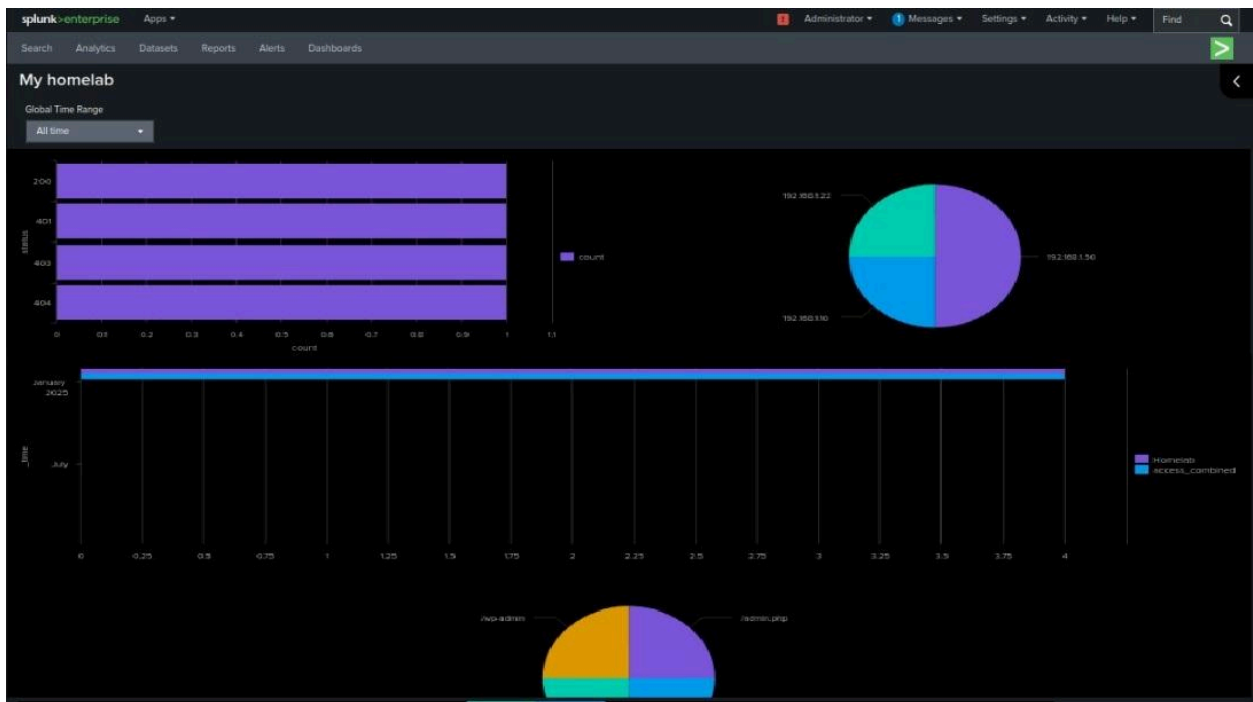 splunk>enterprise Apps
! Administrator 1 Messages Settings Activity Help Find
Search Analytics Datasets Reports Alerts Dashboards
My homelab
Global Time Range
All time
200
401
403
404
status
0 0.1 0.2 0.3 0.4 0.5 0.6 0.7 0.8 0.9 1 1.1
count
count
192.168.1.22
192.168.1.50
192.168.1.10
January
2025
July
_time
0 0.25 0.5 0.75 1 1.25 1.5 1.75 2 2.25 2.5 2.75 3 3.25 3.5 3.75 4
Homelab
access_combined
/wp-admin
/admin.php